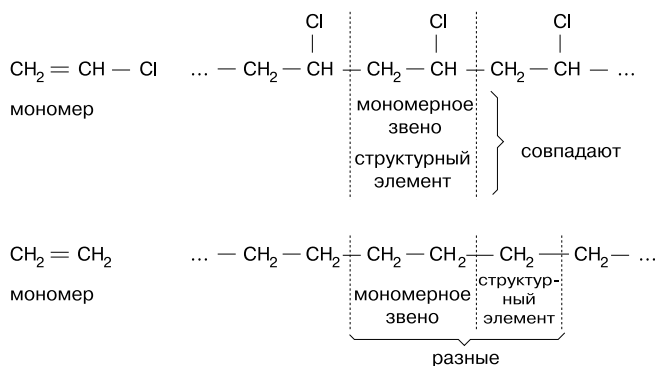 Cl Cl Cl
CH₂ = CH — Cl ... — CH₂ — CH — CH₂ — CH — CH₂ — CH — ...
мономер
мономерное
звено
структурный
элемент
совпадают
CH₂ = CH₂ ... — CH₂ — CH₂ — CH₂ — CH₂ — CH₂ — CH₂ — ...
мономер
мономерное
звено
структур-
ный
элемент
разные